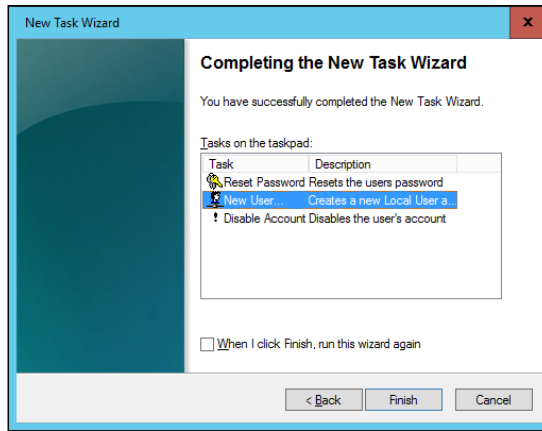 New Task Wizard
x
Completing the New Task Wizard
You have successfully completed the New Task Wizard.
Tasks on the taskpad:
Task Description
Reset Password Resets the users password
New User... Creates a new Local User a...
Disable Account Disables the user's account
When I click Finish, run this wizard again
< Back Finish Cancel